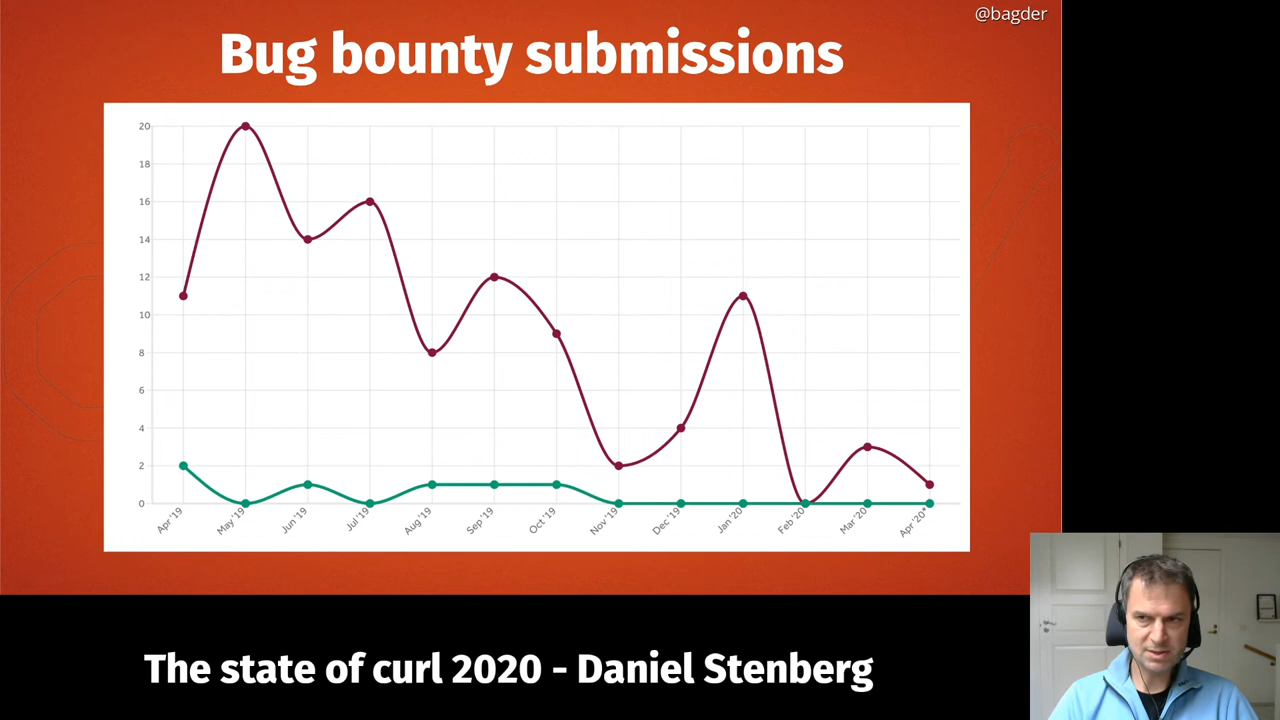 @bagder
Bug bounty submissions
20
18
16
14
12
10
8
6
4
2
0
Apr '19
May '19
Jun '19
Jul '19
Aug '19
Sep '19
Oct '19
Nov '19
Dec '19
Jan '20
Feb '20
Mar '20
Apr '20*
The state of curl 2020 - Daniel Stenberg